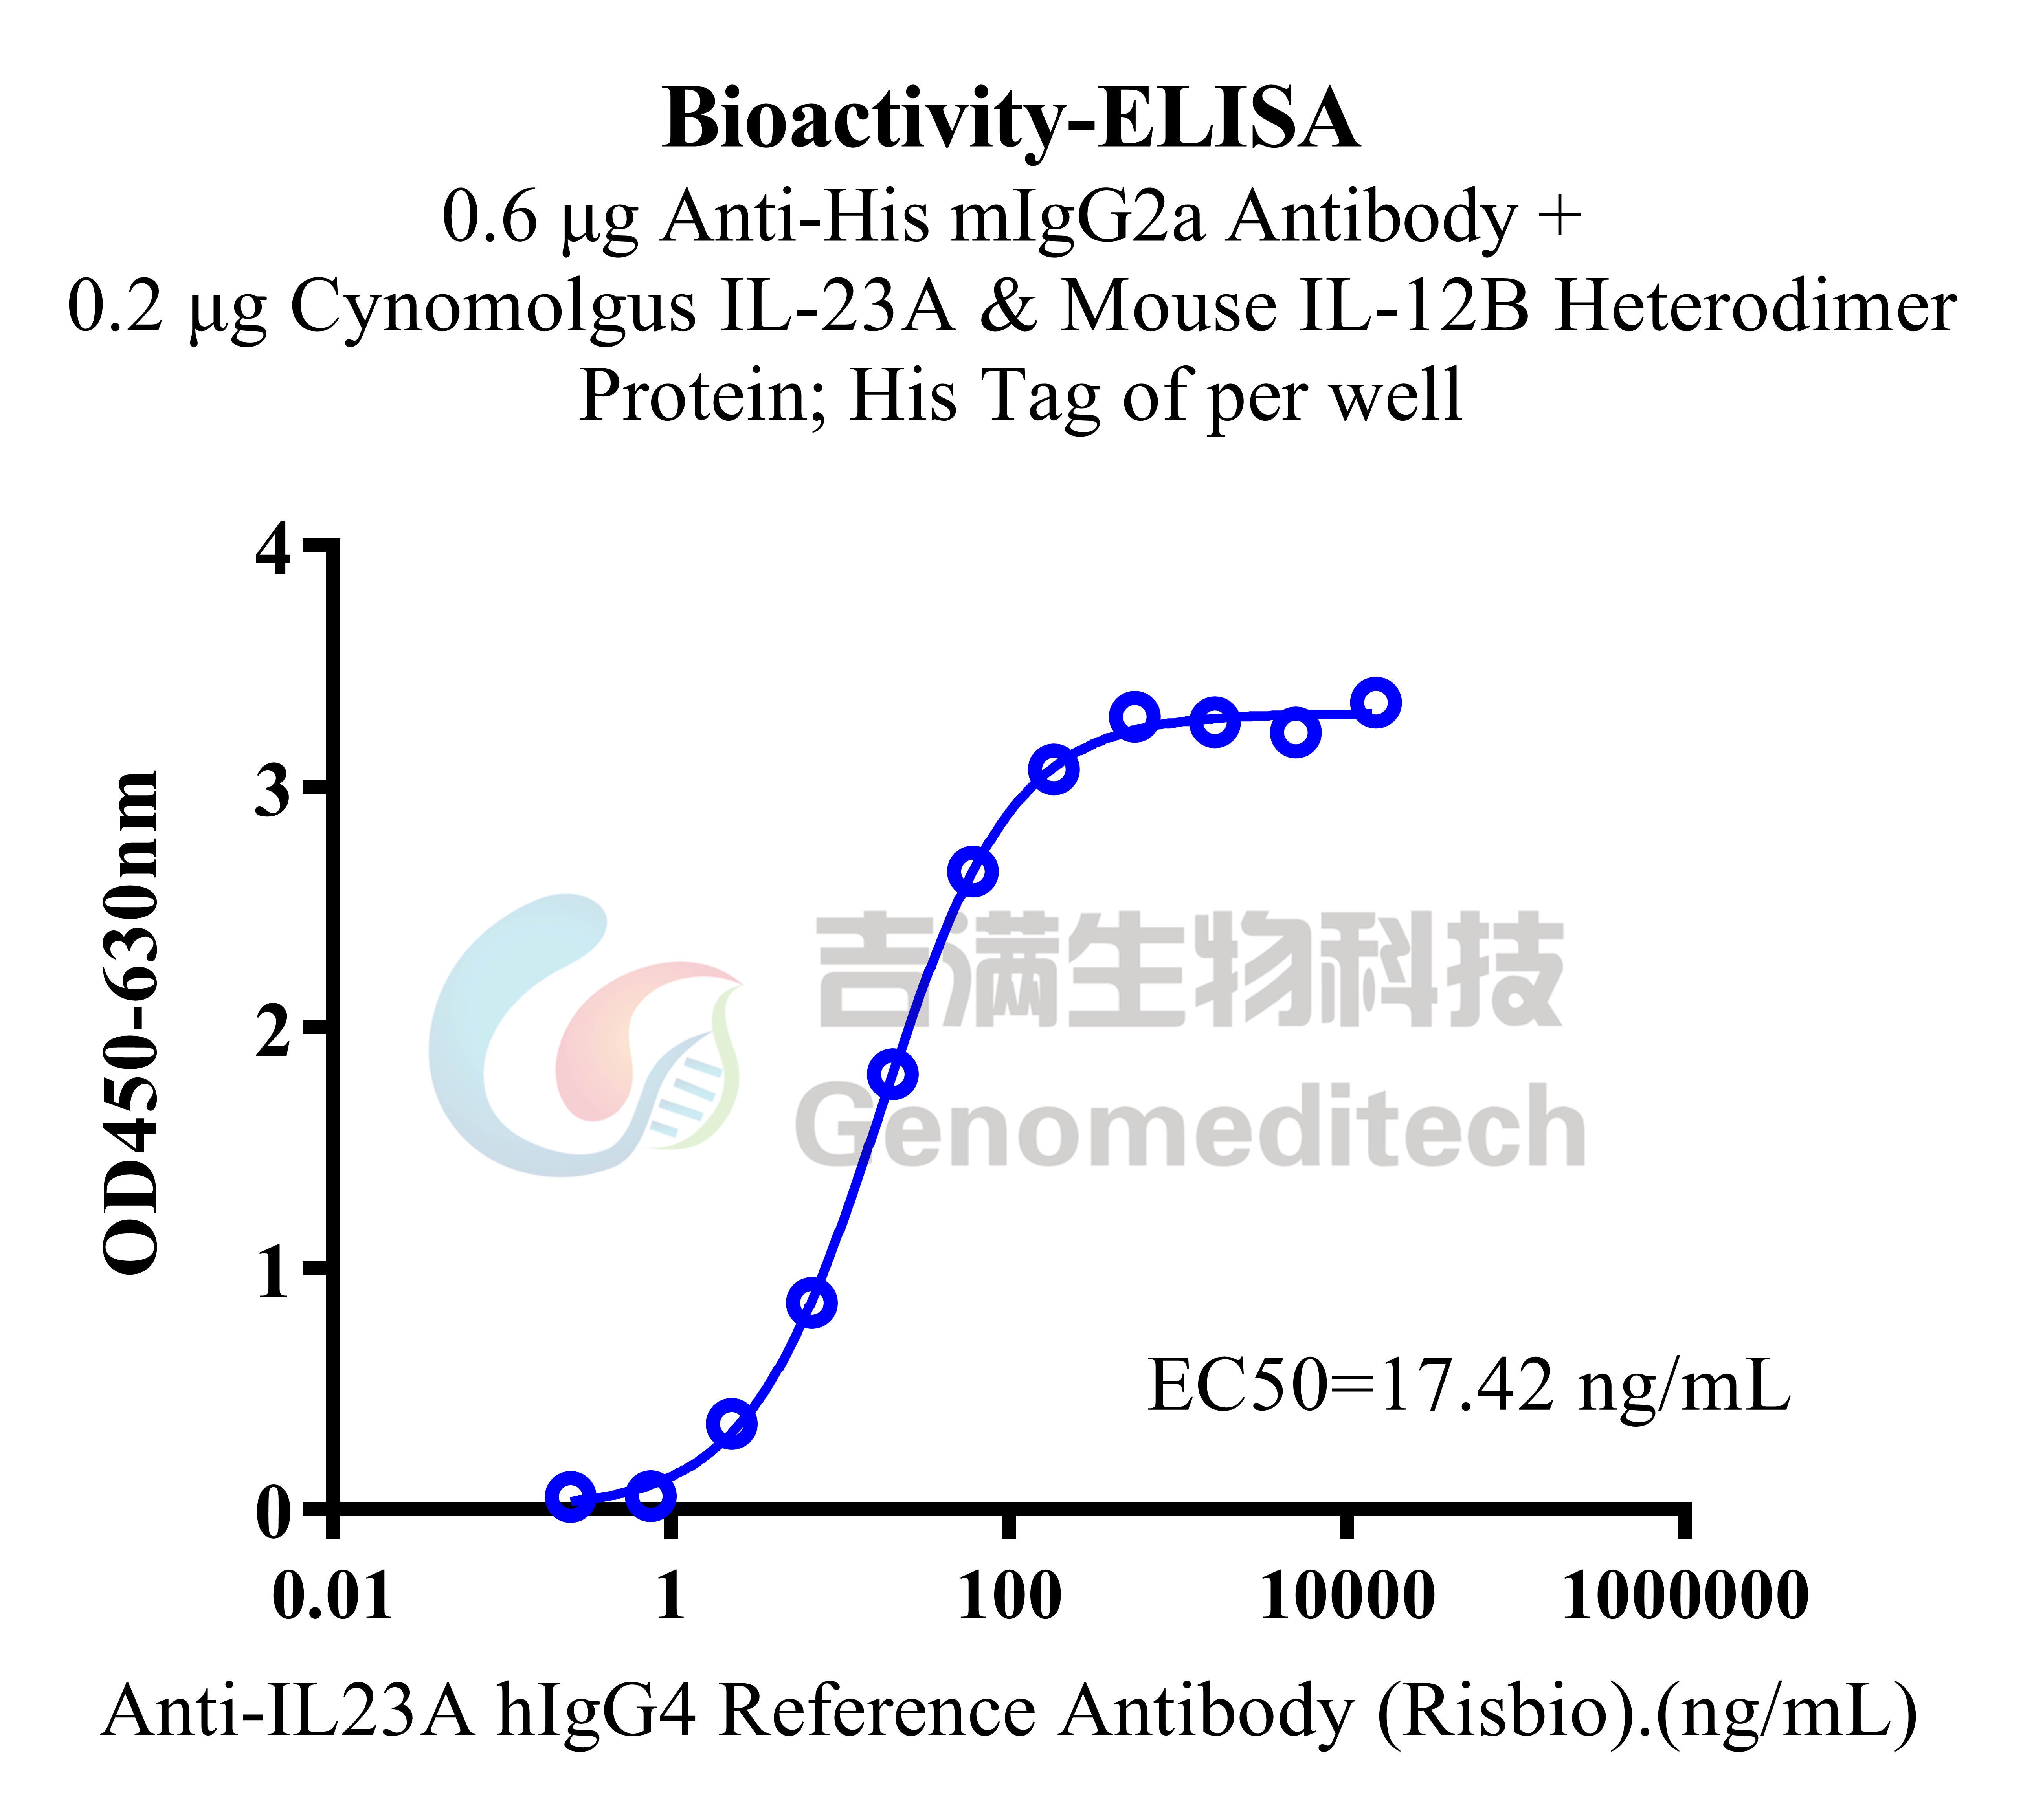 Bioactivity-ELISA
0.6 μg Anti-His mIgG2a Antibody +
0.2 μg Cynomolgus IL-23A & Mouse IL-12B Heterodimer
Protein; His Tag of per well
4
3
2
1
0
OD450-630nm
吉满生物科技
Genomeditech
EC50=17.42 ng/mL
0.01 1 100 10000 1000000
Anti-IL23A hIgG4 Reference Antibody (Risbio).(ng/mL)